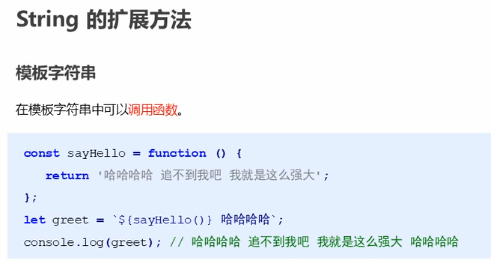 String 的扩展方法
模板字符串
在模板字符串中可以调用函数。
const sayHello = function () {
return '哈哈哈哈 追不到我吧 我就是这么强大';
};
let greet = `${sayHello()} 哈哈哈哈`;
console.log(greet); // 哈哈哈哈 追不到我吧 我就是这么强大 哈哈哈哈